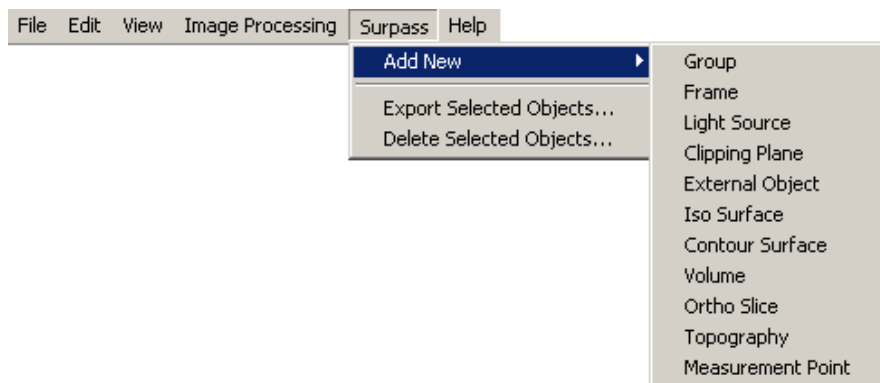 File Edit View Image Processing Surpass Help
Add New
Export Selected Objects...
Delete Selected Objects...
Group
Frame
Light Source
Clipping Plane
External Object
Iso Surface
Contour Surface
Volume
Ortho Slice
Topography
Measurement Point